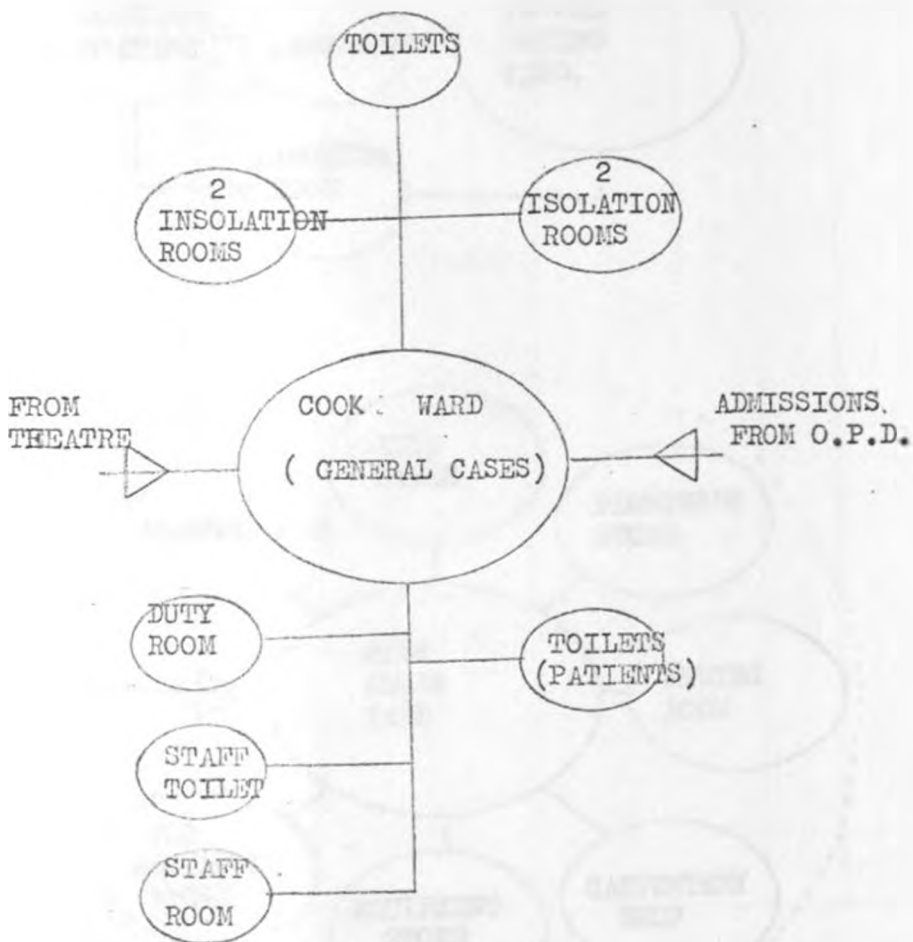 TOILETS
2
INSOLATION
ROOMS
2
ISOLATION
ROOMS
FROM
THEATRE
COOK : WARD
( GENERAL CASES)
ADMISSIONS.
FROM O.P.D.
DUTY
ROOM
TOILETS
(PATIENTS)
STAFF
TOILET
STAFF
ROOM